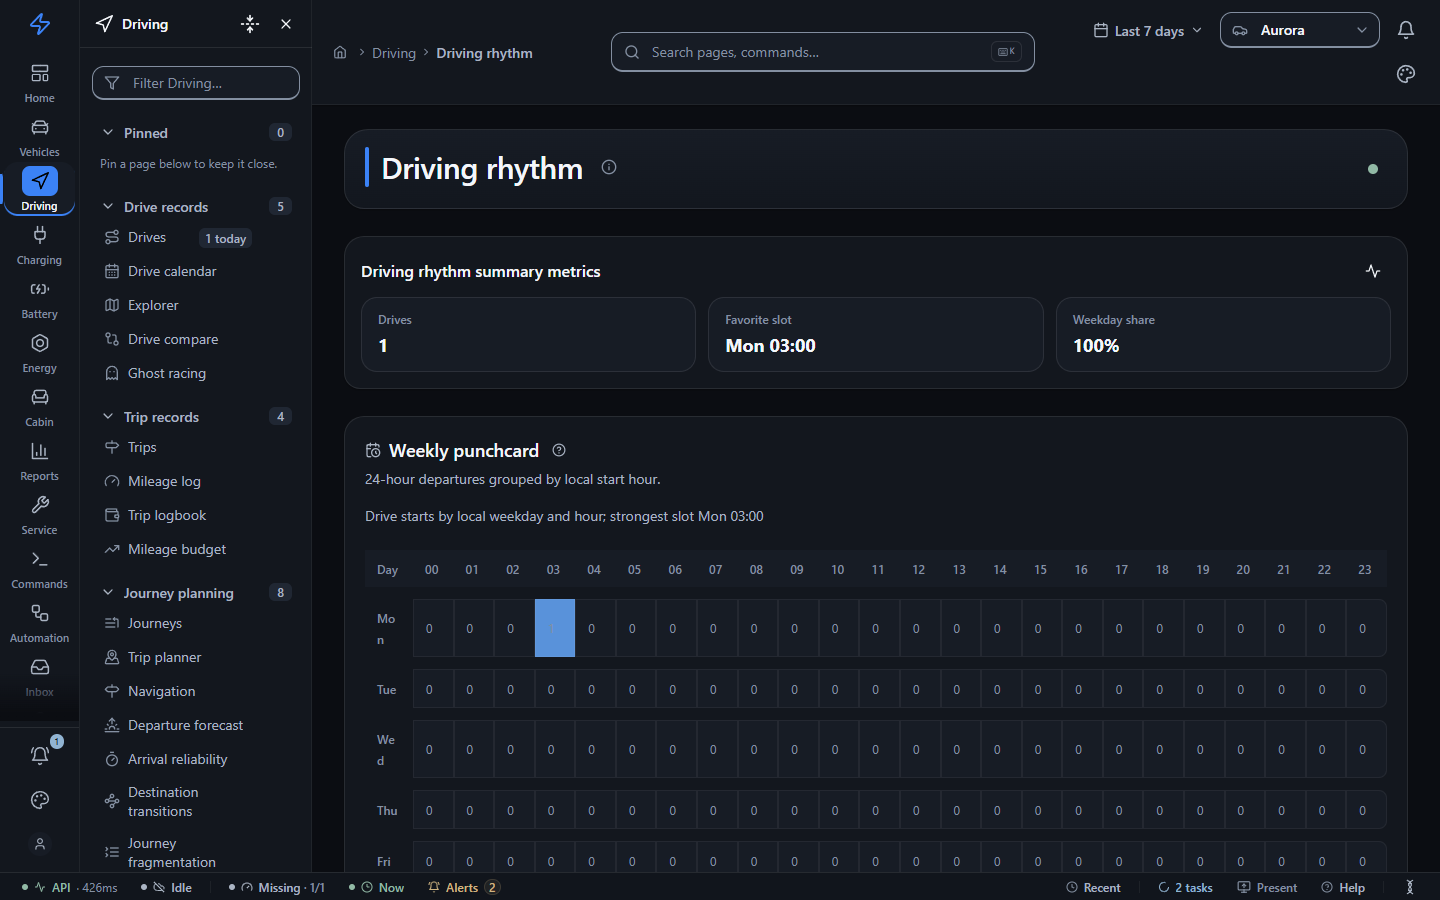 Home
Vehicles
Driving
Charging
Battery
Energy
Cabin
Reports
Service
Commands
Automation
Inbox
1
Driving
Filter Driving...
Pinned 0
Pin a page below to keep it close.
Drive records 5
Drives 1 today
Drive calendar
Explorer
Drive compare
Ghost racing
Trip records 4
Trips
Mileage log
Trip logbook
Mileage budget
Journey planning 8
Journeys
Trip planner
Navigation
Departure forecast
Arrival reliability
Destination
transitions
Journey
fragmentation
Driving Driving rhythm
Search pages, commands... K
Last 7 days
Aurora
Driving rhythm
Driving rhythm summary metrics
Drives
1
Favorite slot
Mon 03:00
Weekday share
100%
Weekly punchcard
24-hour departures grouped by local start hour.
Drive starts by local weekday and hour; strongest slot Mon 03:00
Day 00 01 02 03 04 05 06 07 08 09 10 11 12 13 14 15 16 17 18 19 20 21 22 23
Mo
n
0 0 0 1 0 0 0 0 0 0 0 0 0 0 0 0 0 0 0 0 0 0 0 0
Tue 0 0 0 0 0 0 0 0 0 0 0 0 0 0 0 0 0 0 0 0 0 0 0 0
We
d
0 0 0 0 0 0 0 0 0 0 0 0 0 0 0 0 0 0 0 0 0 0 0 0
Thu 0 0 0 0 0 0 0 0 0 0 0 0 0 0 0 0 0 0 0 0 0 0 0 0
Fri 0 0 0 0 0 0 0 0 0 0 0 0 0 0 0 0 0 0 0 0 0 0 0 0
API · 426ms
Idle
Missing · 1/1
Now
Alerts 2
Recent
2 tasks
Present
Help